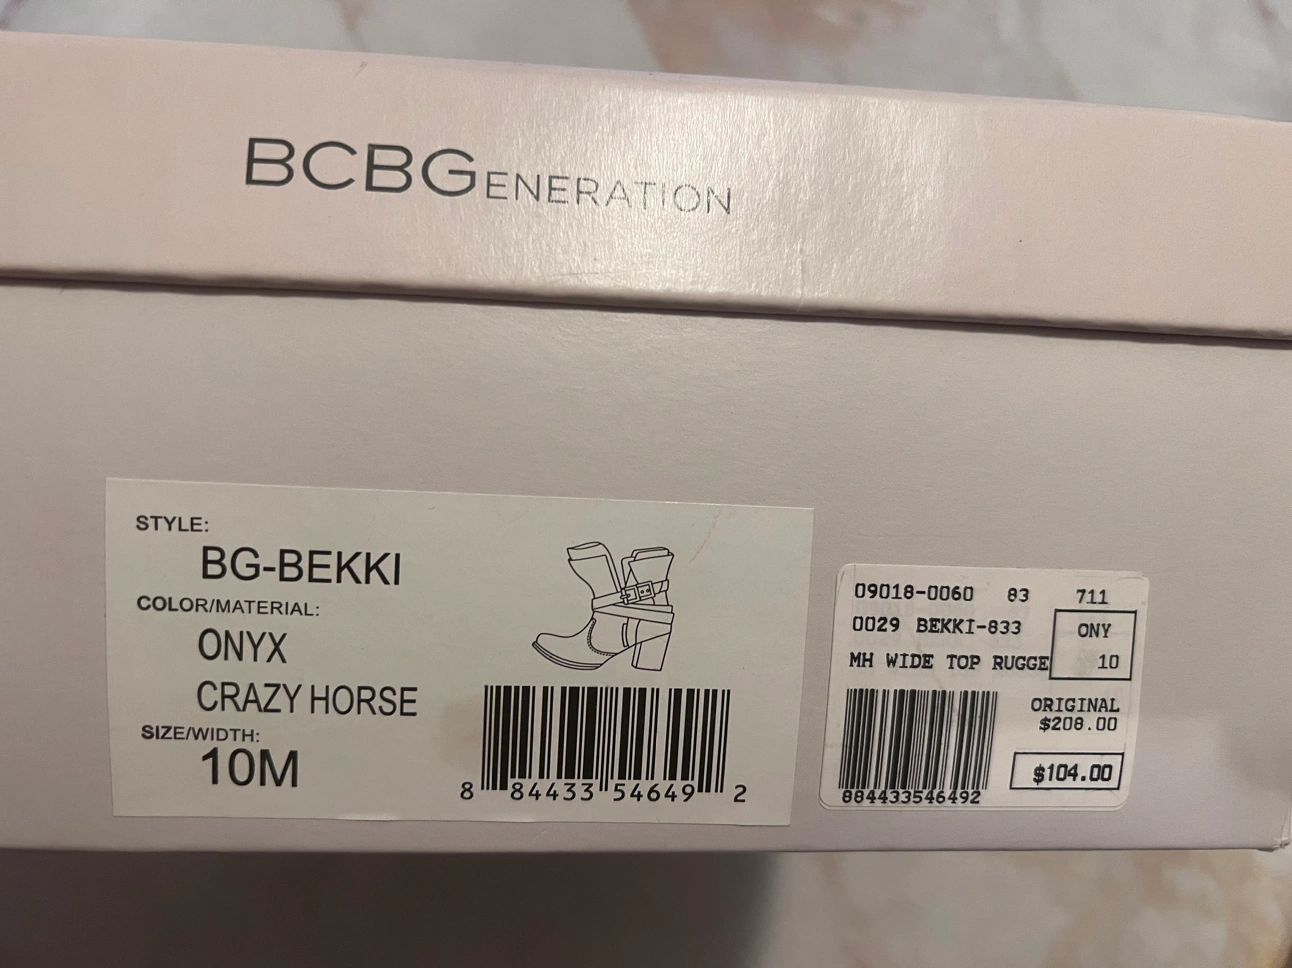 BCBGENERATION
STYLE:
BG-BEKKI
COLOR/MATERIAL:
ONYX
CRAZY HORSE
SIZE/WIDTH:
10M
8 84433 54649 2
09018-0060 83 711
0029 BEKKI-833 ONY
MH WIDE TOP RUGGE 10
ORIGINAL
$208.00
$104.00
884433546492